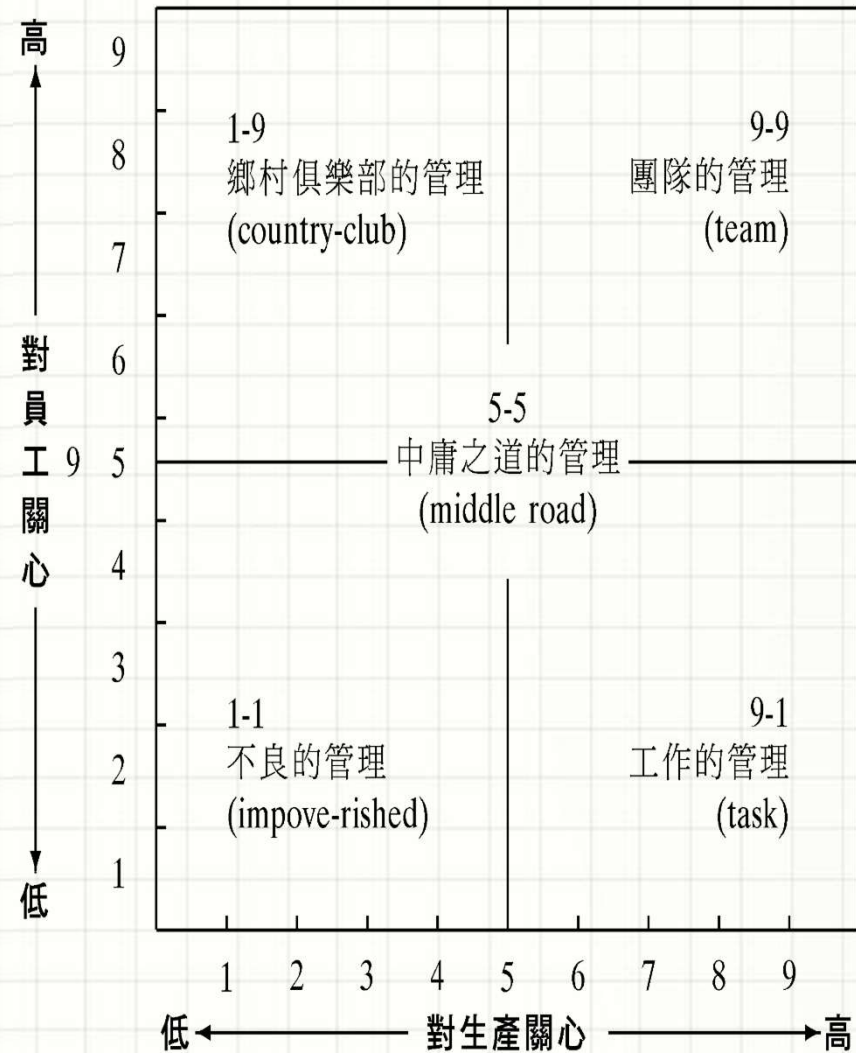 高
9
8
7
6
9 5
4
3
2
1
對員工關心
低
1-9
鄉村俱樂部的管理
(country-club)
9-9
團隊的管理
(team)
5-5
中庸之道的管理
(middle road)
1-1
不良的管理
(impove-rished)
9-1
工作的管理
(task)
1 2 3 4 5 6 7 8 9
低 對生產關心 高